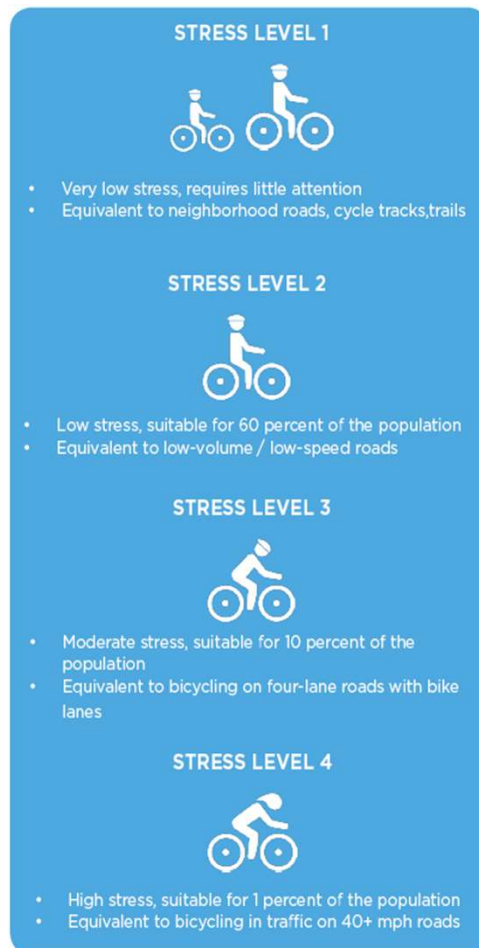 STRESS LEVEL 1
• Very low stress, requires little attention
• Equivalent to neighborhood roads, cycle tracks,trails
STRESS LEVEL 2
• Low stress, suitable for 60 percent of the population
• Equivalent to low-volume / low-speed roads
STRESS LEVEL 3
• Moderate stress, suitable for 10 percent of the
population
• Equivalent to bicycling on four-lane roads with bike
lanes
STRESS LEVEL 4
• High stress, suitable for 1 percent of the population
• Equivalent to bicycling in traffic on 40+ mph roads